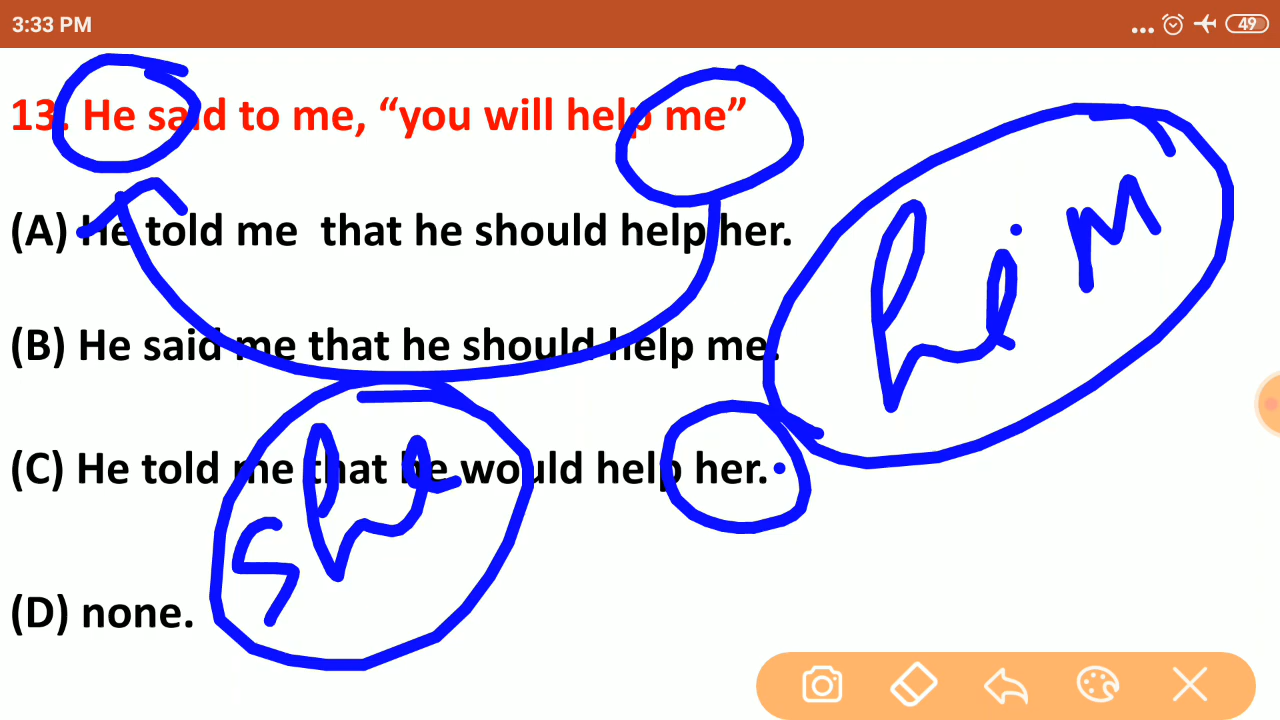 3:33 PM
49
13. He said to me, “you will help me”
(A) He told me that he should help her.
him
(B) He said me that he should help me.
(C) He told me that he would help her.
she
(D) none.